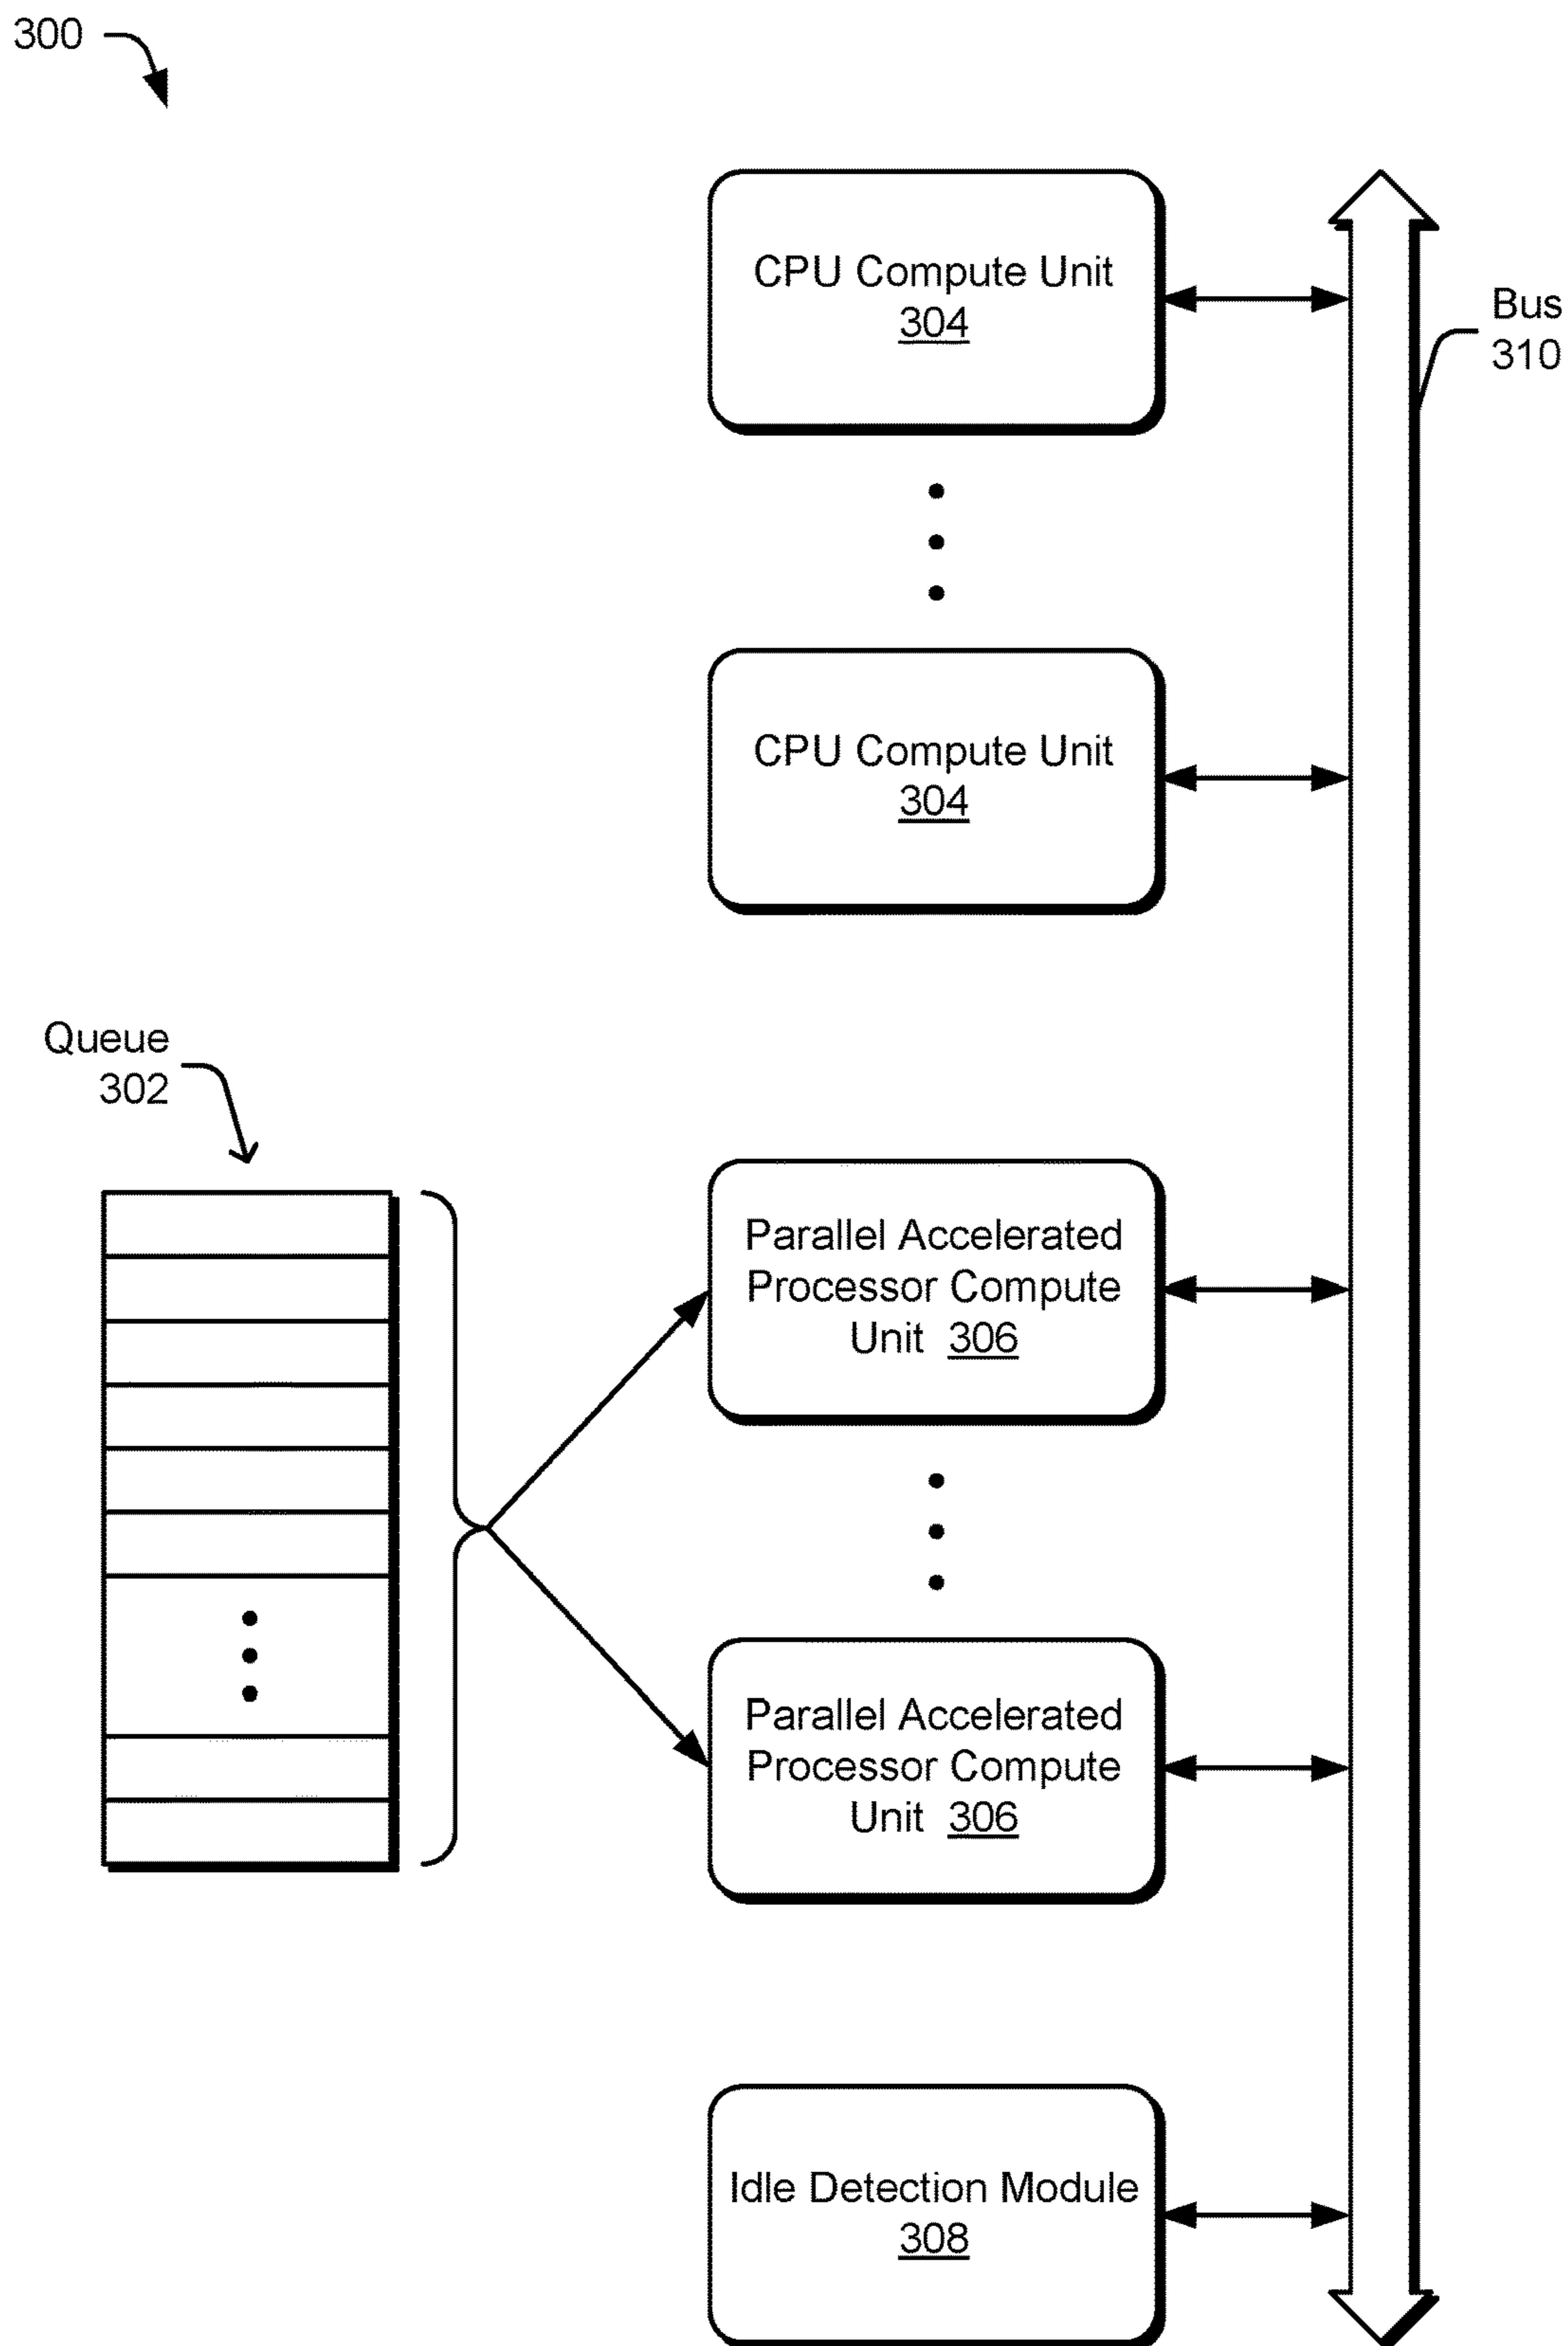 300
CPU Compute Unit
304
Bus
310
CPU Compute Unit
304
Queue
302
Parallel Accelerated
Processor Compute
Unit 306
Parallel Accelerated
Processor Compute
Unit 306
Idle Detection Module
308